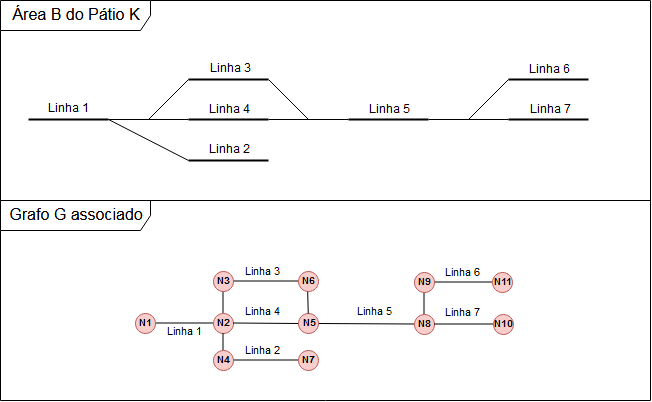 Área B do Pátio K
Linha 3
Linha 6
Linha 1
Linha 4
Linha 5
Linha 7
Linha 2
Grafo G associado
Linha 3
Linha 6
N3
N6
N9
N11
Linha 4
Linha 5
Linha 7
N1
N2
N5
N8
N10
Linha 1
Linha 2
N4
N7